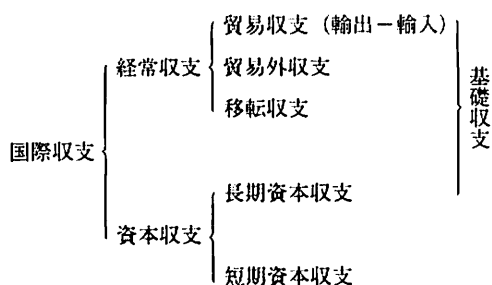 貿易収支（輸出－輸入）
経常収支
貿易外収支
移転収支
基礎収支
国際収支
長期資本収支
資本収支
短期資本収支